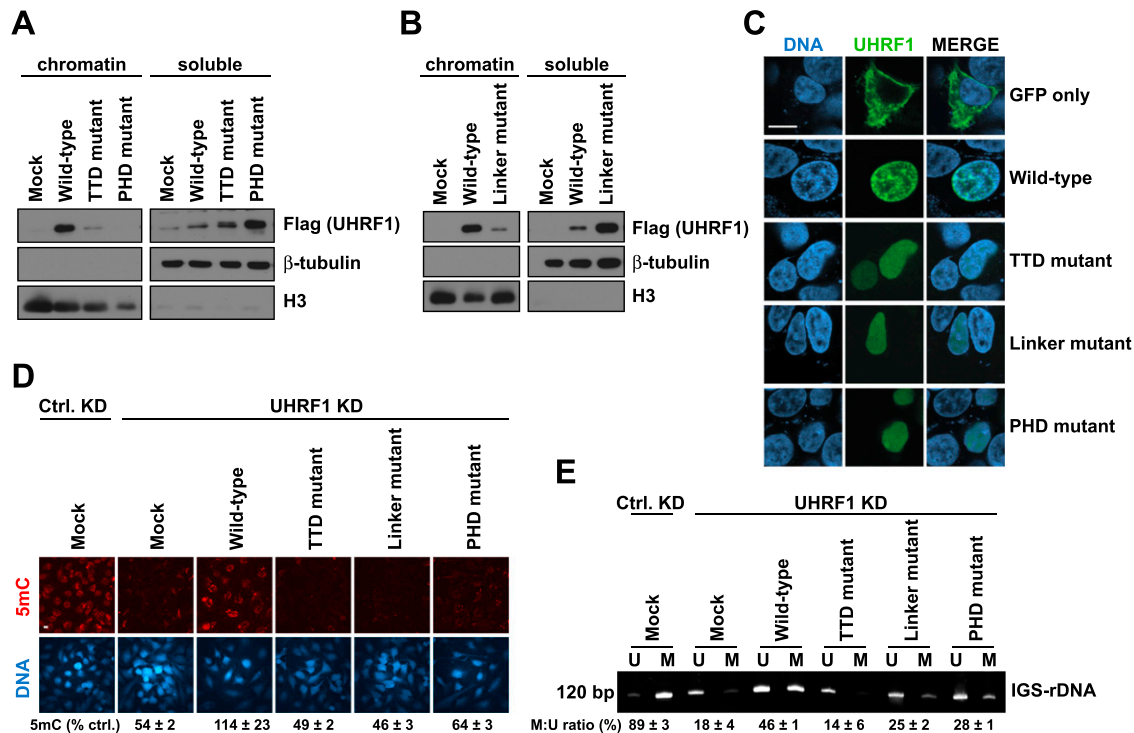 A
chromatin soluble
Mock Wild-type TTD mutant PHD mutant Mock Wild-type TTD mutant PHD mutant
Flag (UHRF1)
β-tubulin
H3
B
chromatin soluble
Mock Wild-type Linker mutant Mock Wild-type Linker mutant
Flag (UHRF1)
β-tubulin
H3
C
DNA UHRF1 MERGE
GFP only
Wild-type
TTD mutant
Linker mutant
PHD mutant
D
Ctrl. KD UHRF1 KD
Mock Mock Wild-type TTD mutant Linker mutant PHD mutant
5mC
DNA
5mC (% ctrl.) 54 ± 2 114 ± 23 49 ± 2 46 ± 3 64 ± 3
E
Ctrl. KD UHRF1 KD
Mock Mock Wild-type TTD mutant Linker mutant PHD mutant
U M U M U M U M U M U M
120 bp IGS-rDNA
M:U ratio (%) 89 ± 3 18 ± 4 46 ± 1 14 ± 6 25 ± 2 28 ± 1